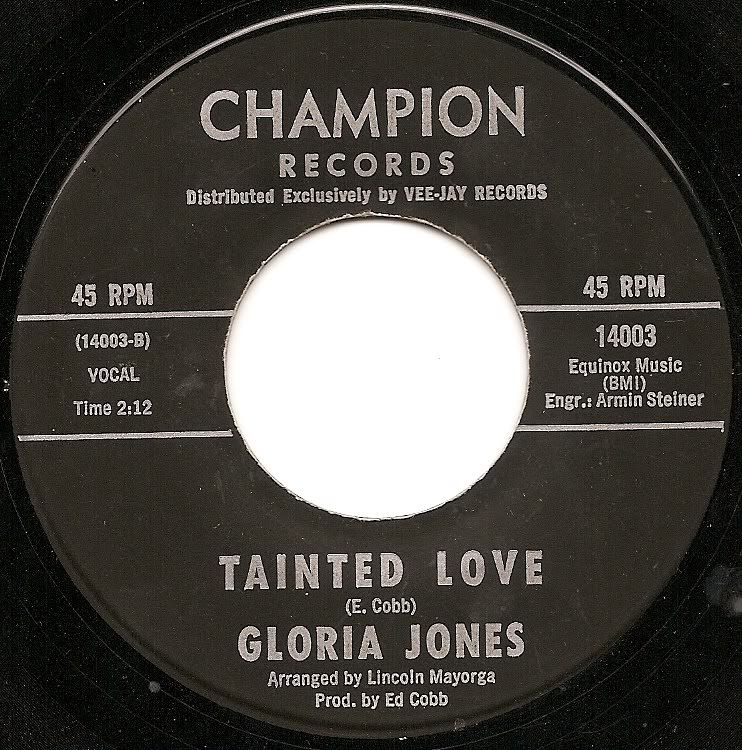 CHAMPION
RECORDS
Distributed Exclusively by VEE-JAY RECORDS
45 RPM
(14003-B)
VOCAL
Time 2:12
45 RPM
14003
Equinox Music
(BMI)
Engr.: Armin Steiner
TAINTED LOVE
(E. Cobb)
GLORIA JONES
Arranged by Lincoln Mayorga
Prod. by Ed Cobb